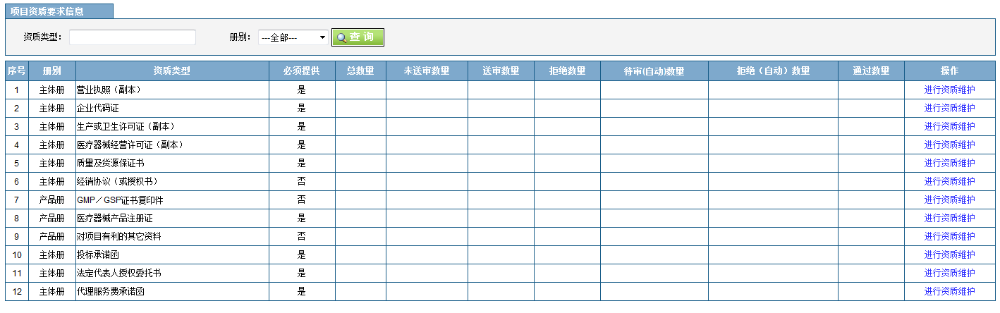 项目资质要求信息
资质类型： 册别： ---全部--- 查 询
序号 册别 资质类型 必须提供 总数量 未送审数量 送审数量 拒绝数量 待审(自动)数量 拒绝（自动）数量 通过数量 操作
1 主体册 营业执照（副本） 是 进行资质维护
2 主体册 企业代码证 是 进行资质维护
3 主体册 生产或卫生许可证（副本） 是 进行资质维护
4 主体册 医疗器械经营许可证（副本） 是 进行资质维护
5 主体册 质量及货源保证书 是 进行资质维护
6 主体册 经销协议（或授权书） 否 进行资质维护
7 产品册 GMP／GSP证书复印件 否 进行资质维护
8 产品册 医疗器械产品注册证 是 进行资质维护
9 产品册 对项目有利的其它资料 否 进行资质维护
10 主体册 投标承诺函 是 进行资质维护
11 主体册 法定代表人授权委托书 是 进行资质维护
12 主体册 代理服务费承诺函 是 进行资质维护